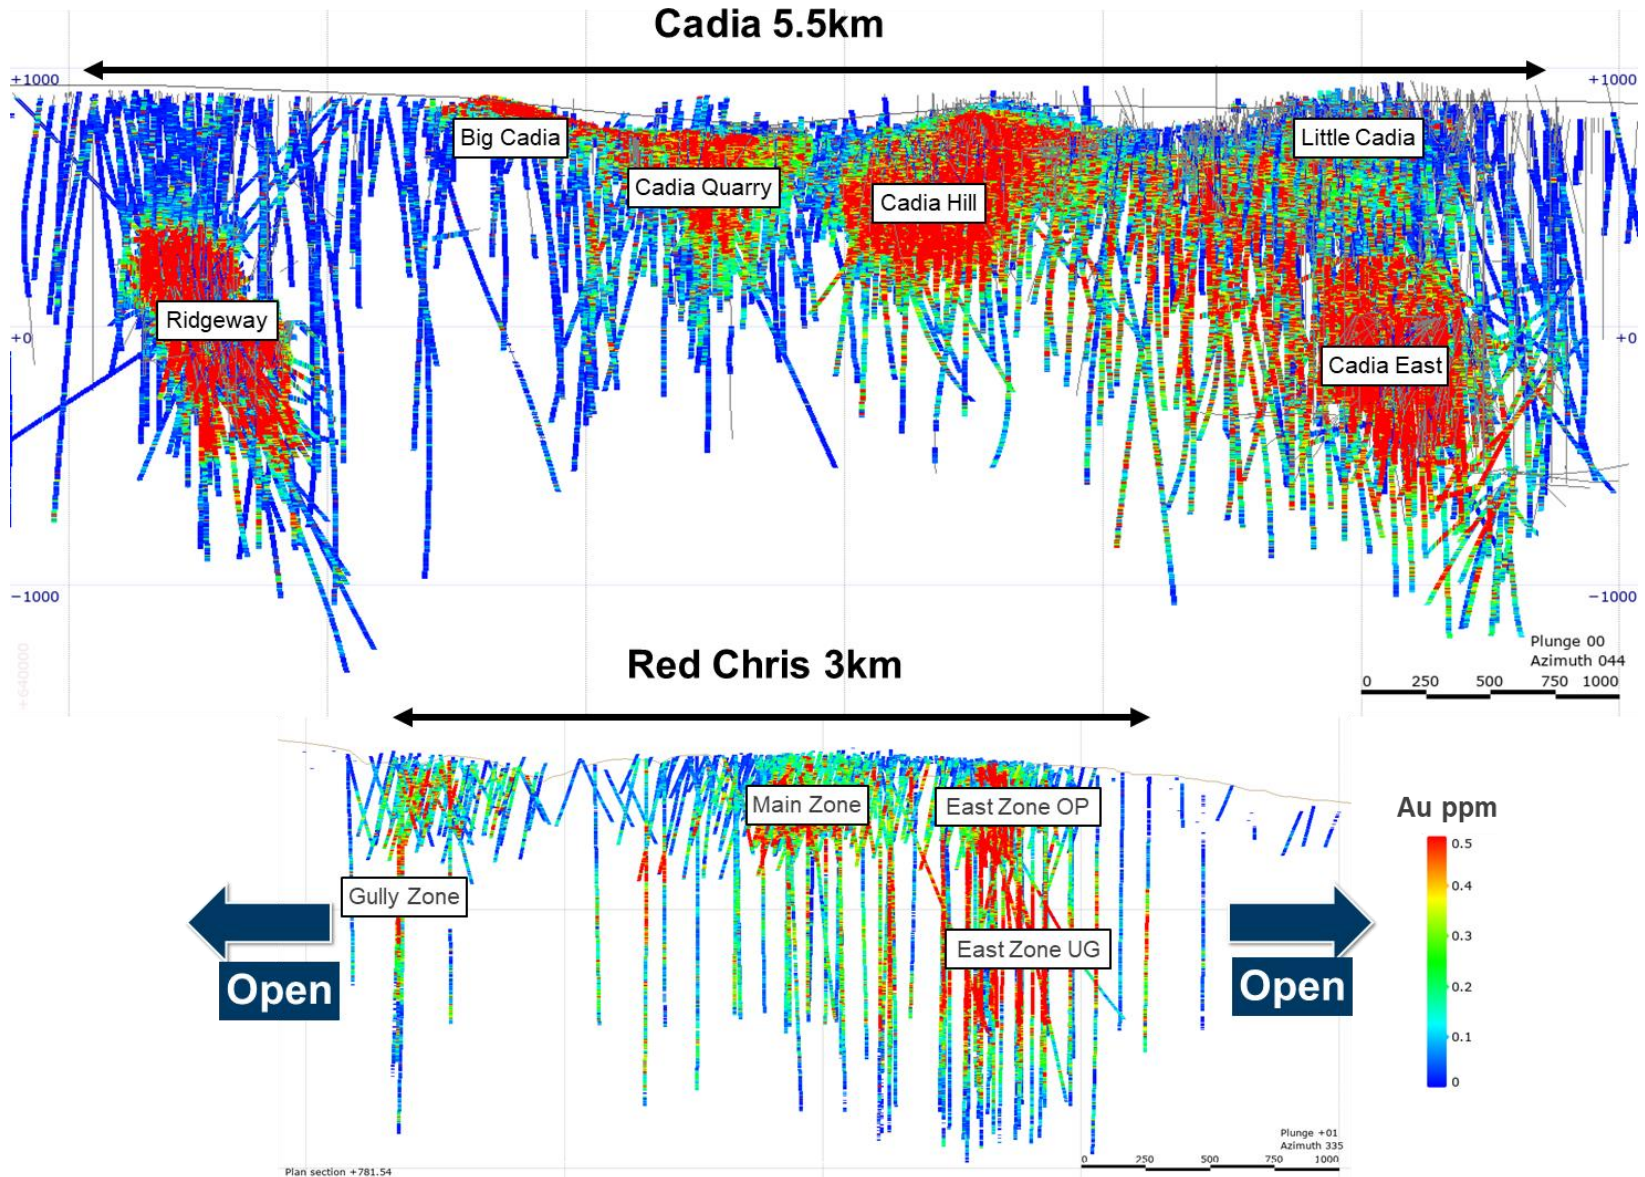 Cadia 5.5km
+1000
+1000
Big Cadia
Little Cadia
Cadia Quarry
Cadia Hill
Ridgeway
+0
+0
Cadia East
−1000
−1000
+640000
Plunge 00
Azimuth 044
0 250 500 750 1000
Red Chris 3km
Main Zone
East Zone OP
Au ppm
0.5
0.4
0.3
0.2
0.1
0
Gully Zone
East Zone UG
Open
Open
Plunge +01
Azimuth 335
0 250 500 750 1000
Plan section +781.54